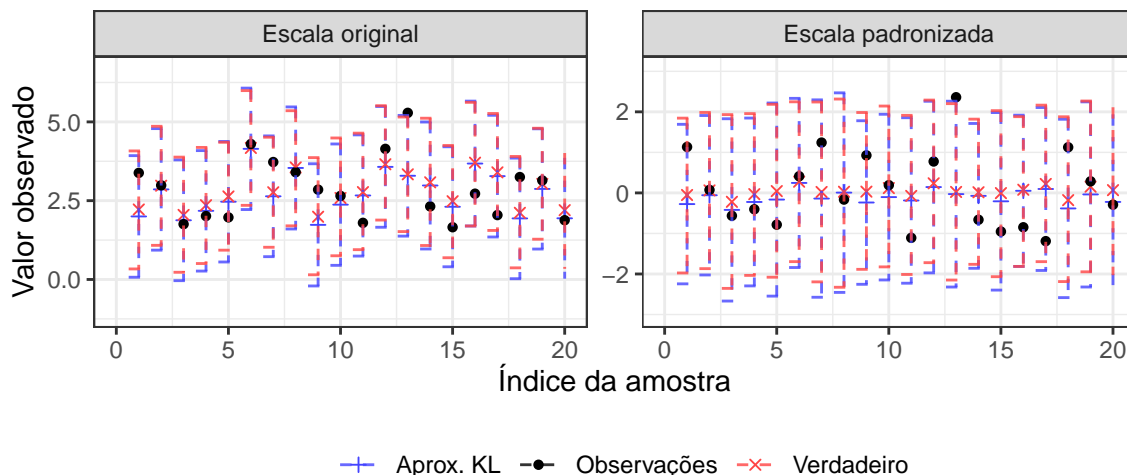 Escala original
Escala padronizada
Valor observado
5.0
2.5
0.0
2
0
−2
0
5
10
15
20
0
5
10
15
20
Índice da amostra
Aprox. KL
Observações
Verdadeiro